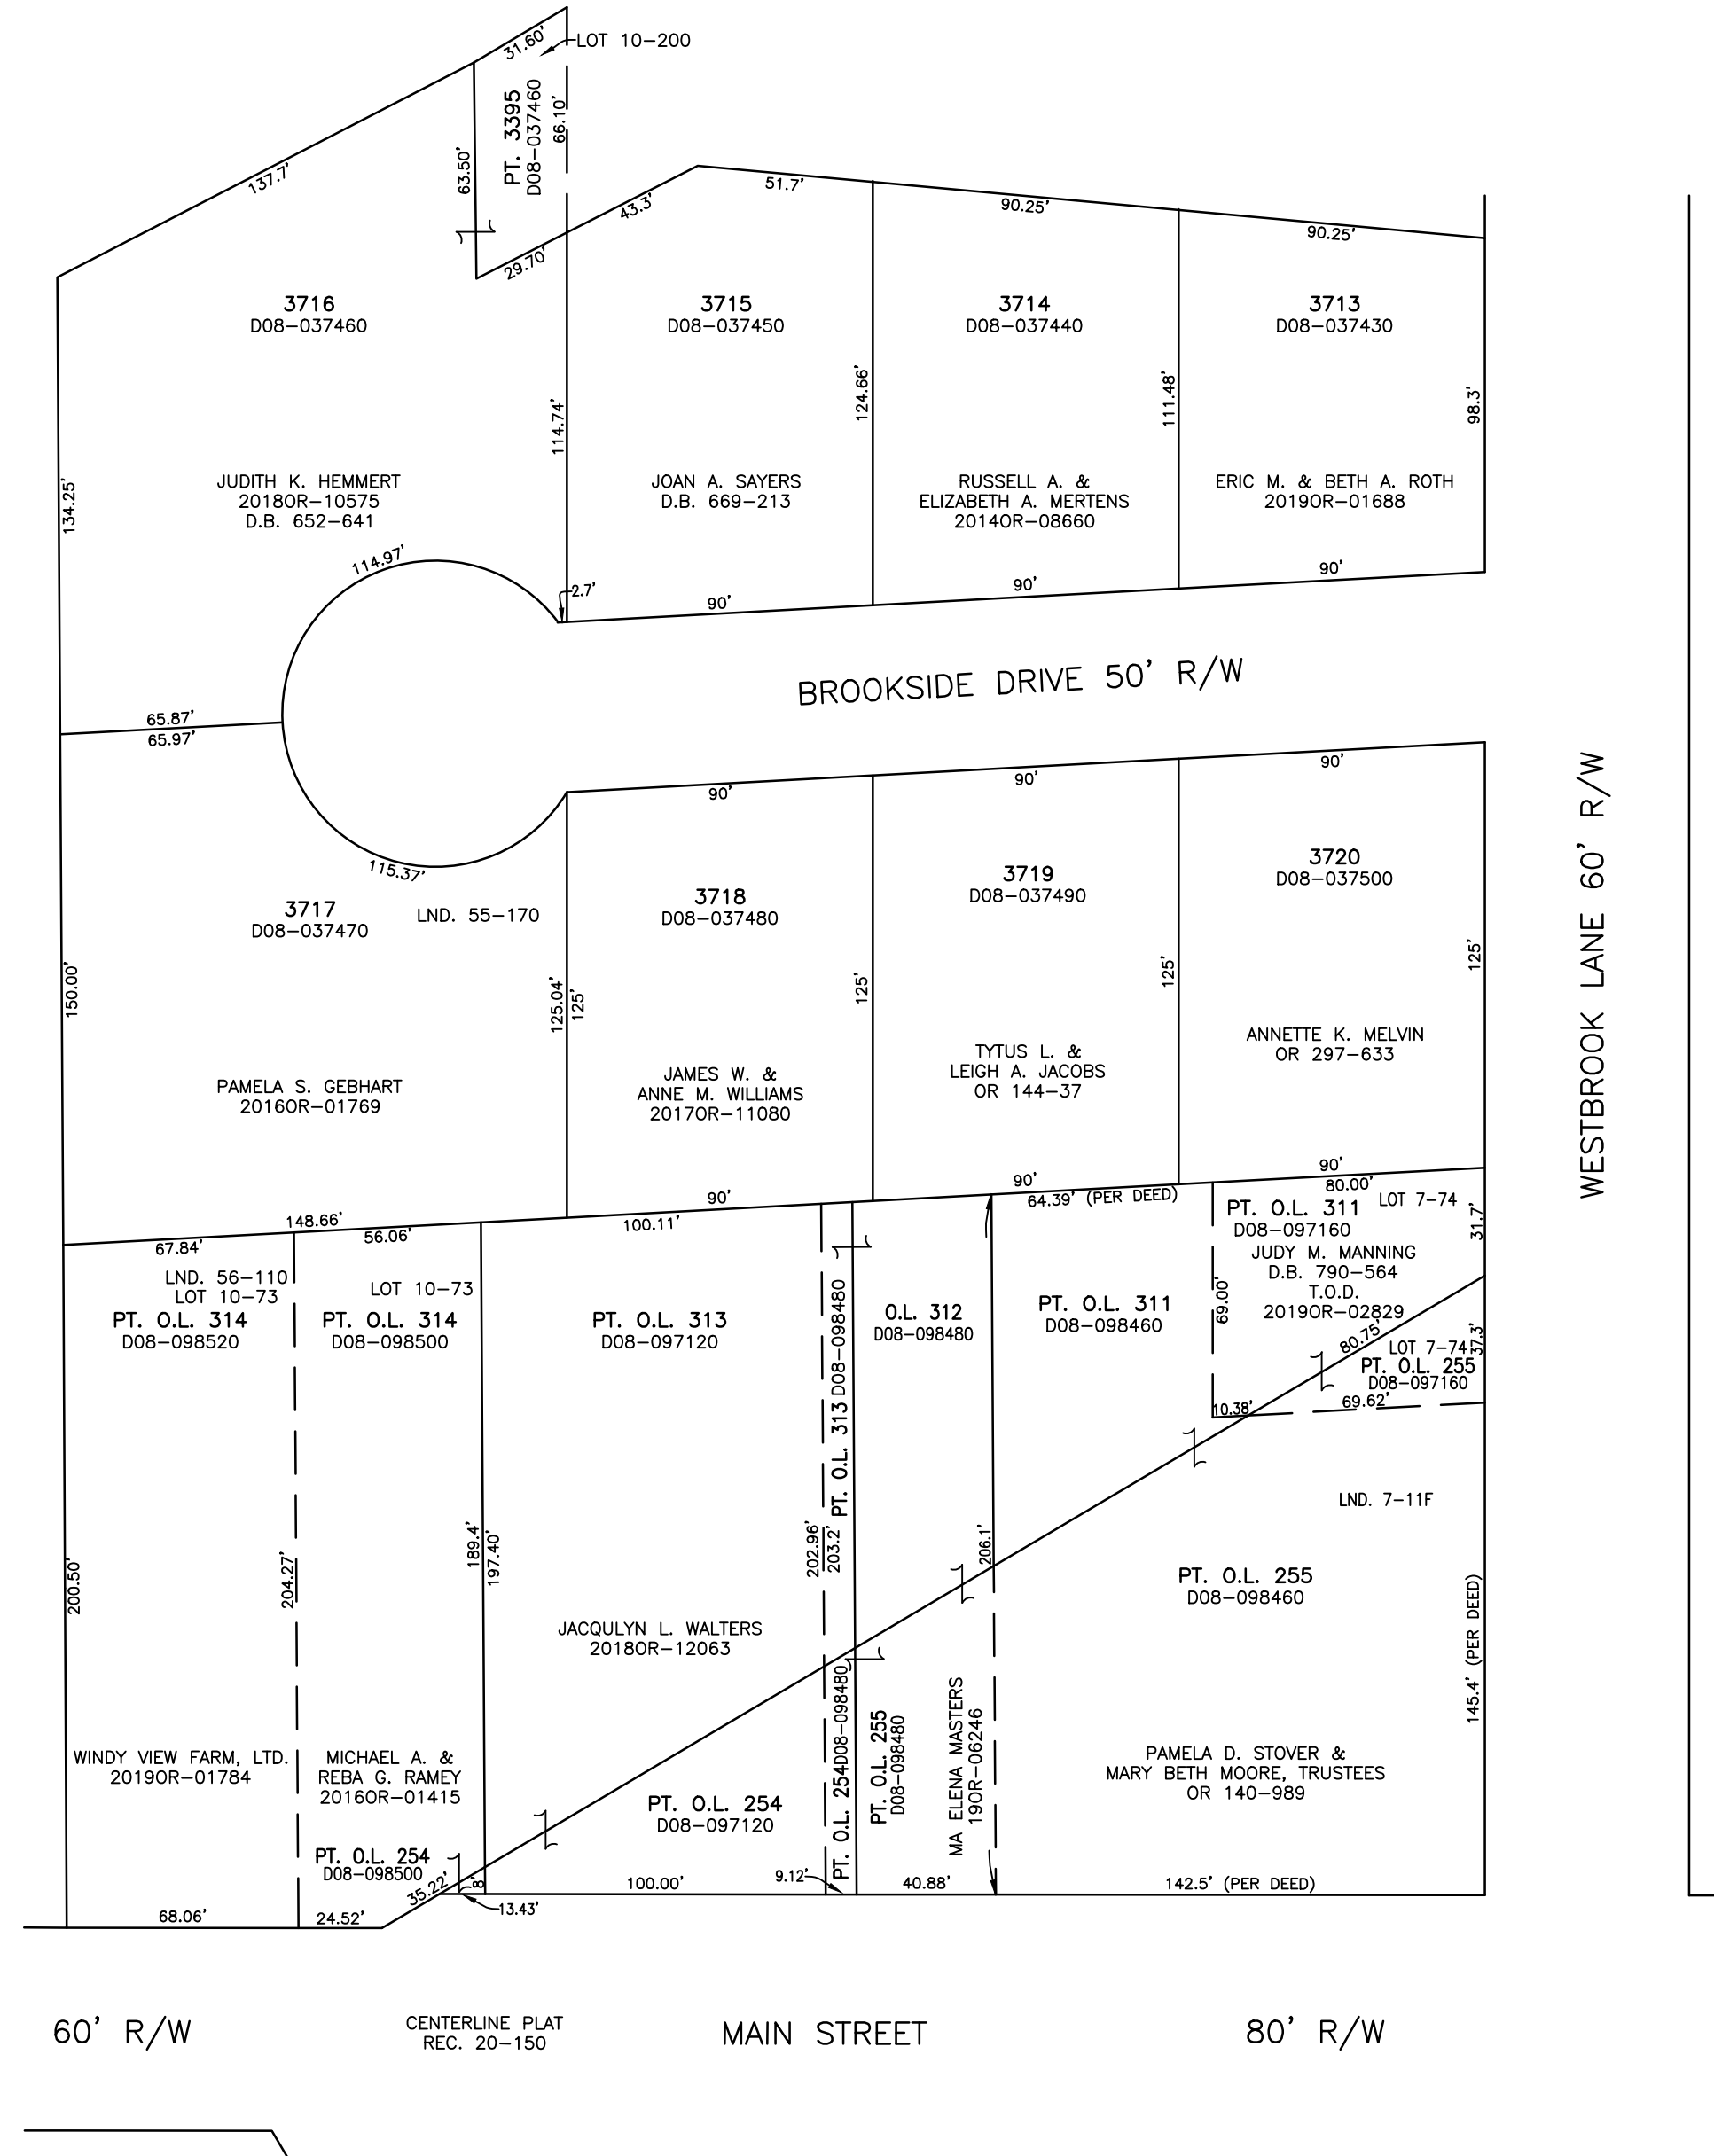 31.60'
LOT 10-200
137.7'
63.50'
PT. 3395
D08-037460
66.10'
29.70'
43.3'
51.7'
90.25'
90.25'
3716
D08-037460
3715
D08-037450
3714
D08-037440
3713
D08-037430
134.25'
114.74'
124.66'
111.48'
98.3'
JUDITH K. HEMMERT
2018OR-10575
D.B. 652-641
JOAN A. SAYERS
D.B. 669-213
RUSSELL A. &
ELIZABETH A. MERTENS
2014OR-08660
ERIC M. & BETH A. ROTH
2019OR-01688
114.97'
2.7'
90'
90'
90'
BROOKSIDE DRIVE 50' R/W
65.87'
65.97'
115.37'
90'
90'
90'
WESTBROOK LANE 60' R/W
3717
D08-037470
LND. 55-170
3718
D08-037480
3719
D08-037490
3720
D08-037500
150.00'
125.04'
125'
125'
125'
125'
PAMELA S. GEBHART
2016OR-01769
JAMES W. &
ANNE M. WILLIAMS
2017OR-11080
TYTUS L. &
LEIGH A. JACOBS
OR 144-37
ANNETTE K. MELVIN
OR 297-633
148.66'
90'
90'
90'
67.84'
56.06'
100.11'
64.39' (PER DEED)
80.00'
LND. 56-110
LOT 10-73
PT. O.L. 314
D08-098520
LOT 10-73
PT. O.L. 314
D08-098500
PT. O.L. 313
D08-097120
PT. O.L. 313 D08-098480
O.L. 312
D08-098480
PT. O.L. 311
D08-098460
PT. O.L. 311
D08-097160
LOT 7-74
JUDY M. MANNING
D.B. 790-564
T.O.D.
2019OR-02829
31.7'
69.00'
80.75'
37.3'
LOT 7-74
PT. O.L. 255
D08-097160
10.38'
69.62'
LND. 7-11F
200.50'
204.27'
189.4'
197.40'
202.96'
203.2'
206.1'
145.4' (PER DEED)
PT. O.L. 255
D08-098460
JACQULYN L. WALTERS
2018OR-12063
WINDY VIEW FARM, LTD.
2019OR-01784
MICHAEL A. &
REBA G. RAMEY
2016OR-01415
PT. O.L. 254
D08-098500
PT. O.L. 254
D08-097120
PT. O.L. 254D08-098480
PT. O.L. 255
D08-098480
MA ELENA MASTERS
19OR-06246
PAMELA D. STOVER &
MARY BETH MOORE, TRUSTEES
OR 140-989
68.06'
24.52'
35.22'
8'
13.43'
100.00'
9.12'
40.88'
142.5' (PER DEED)
60' R/W
CENTERLINE PLAT
REC. 20-150
MAIN STREET
80' R/W